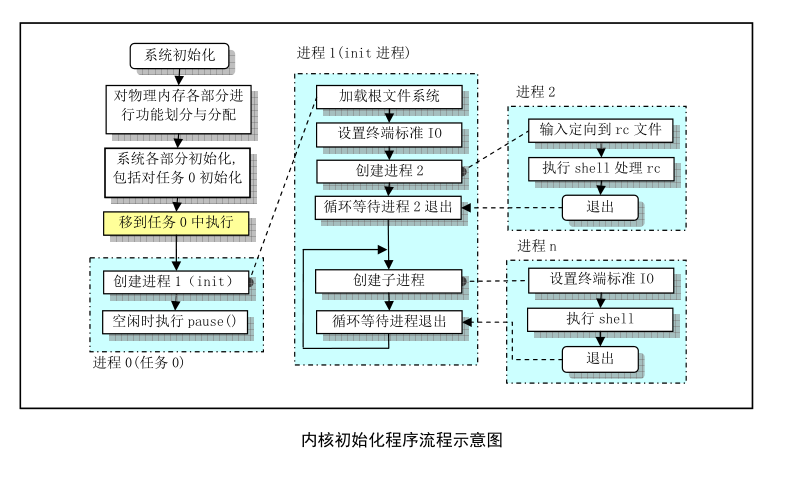 系统初始化
对物理内存各部分进
行功能划分与分配
系统各部分初始化,
包括对任务 0 初始化
移到任务 0 中执行
创建进程 1（init）
空闲时执行 pause()
进程 0(任务 0)
进程 1(init 进程)
加载根文件系统
设置终端标准 IO
创建进程 2
循环等待进程 2 退出
创建子进程
循环等待进程退出
进程 2
输入定向到 rc 文件
执行 shell 处理 rc
退出
进程 n
设置终端标准 IO
执行 shell
退出
内核初始化程序流程示意图